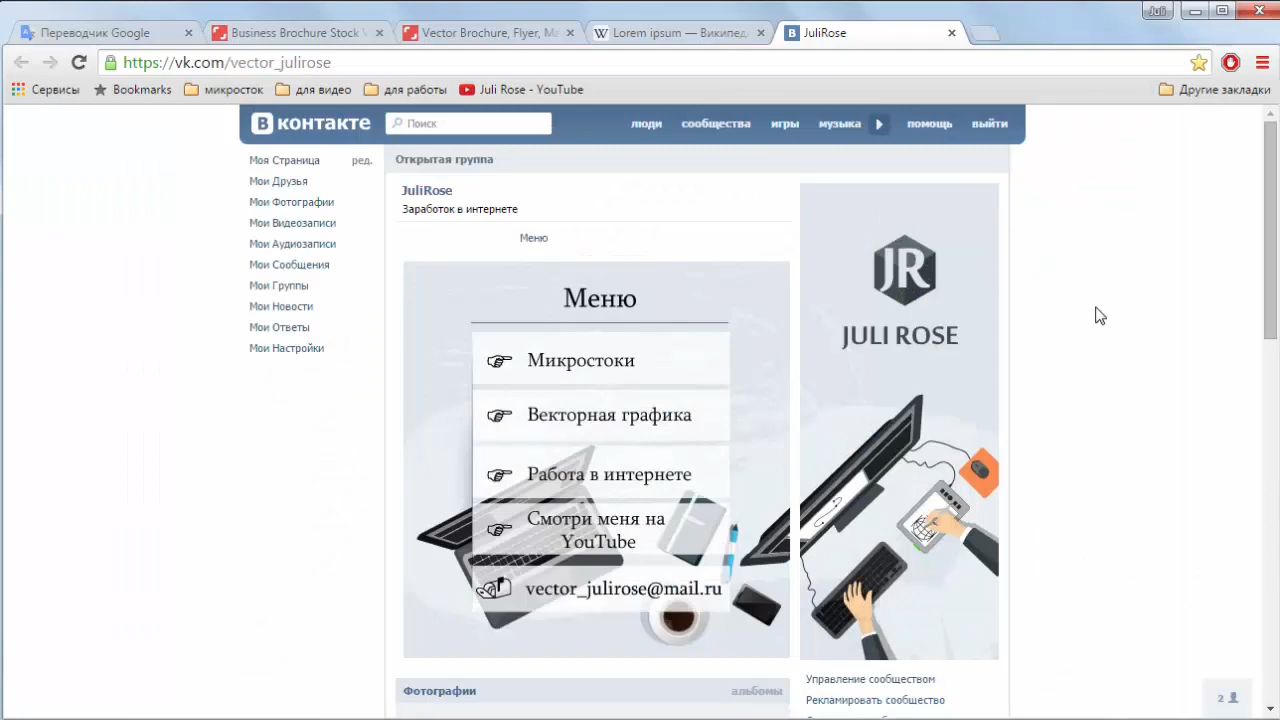 Juli
Переводчик Google
Business Brochure Stock V
Vector Brochure, Flyer, Ma
Lorem ipsum — Википед
JuliRose
https://vk.com/vector_julirose
Сервисы
Bookmarks
микросток
для видео
для работы
Juli Rose - YouTube
Другие закладки
В контакте
Поиск
люди
сообщества
игры
музыка
помощь
выйти
Моя Страница
ред.
Мои Друзья
Мои Фотографии
Мои Видеозаписи
Мои Аудиозаписи
Мои Сообщения
Мои Группы
Мои Новости
Мои Ответы
Мои Настройки
Открытая группа
JuliRose
Заработок в интернете
Меню
Меню
Микростоки
Векторная графика
Работа в интернете
Смотри меня на
YouTube
vector_julirose@mail.ru
JR
JULI ROSE
Фотографии
альбомы
Управление сообществом
Рекламировать сообщество
2